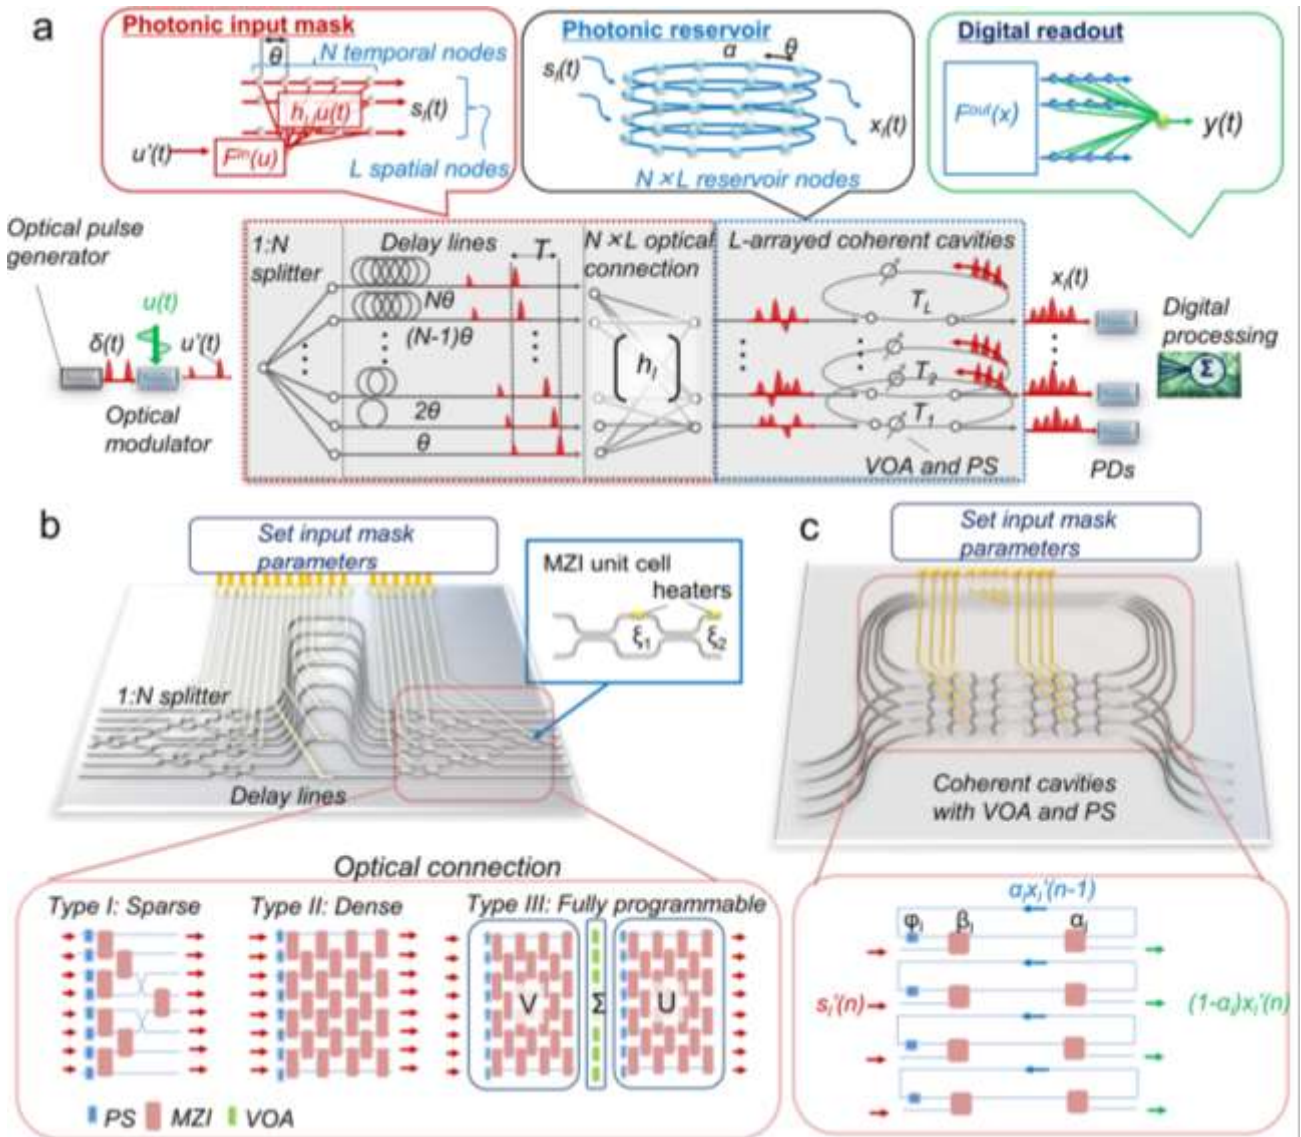 a
Photonic input mask
θ
N temporal nodes
h_l u(t)
s_l(t)
u'(t)
F^in(u)
L spatial nodes
Photonic reservoir
α
θ
s_l(t)
x_l(t)
N × L reservoir nodes
Digital readout
F^out(x)
y(t)
Optical pulse
generator
δ(t)
u(t)
u'(t)
Optical
modulator
1:N
splitter
Delay lines
T
Nθ
(N-1)θ
2θ
θ
N × L optical
connection
h_l
L-arrayed coherent cavities
T_L
T_2
T_1
VOA and PS
x_l(t)
PDs
Digital
processing
Σ
b
Set input mask
parameters
MZI unit cell
heaters
ξ1
ξ2
1:N splitter
Delay lines
Optical connection
Type I: Sparse
Type II: Dense
Type III: Fully programmable
V
Σ
U
PS
MZI
VOA
c
Set input mask
parameters
Coherent cavities
with VOA and PS
α_l x_l'(n-1)
φ_l
β_l
α_l
s_l'(n)
(1-α_l)x_l'(n)